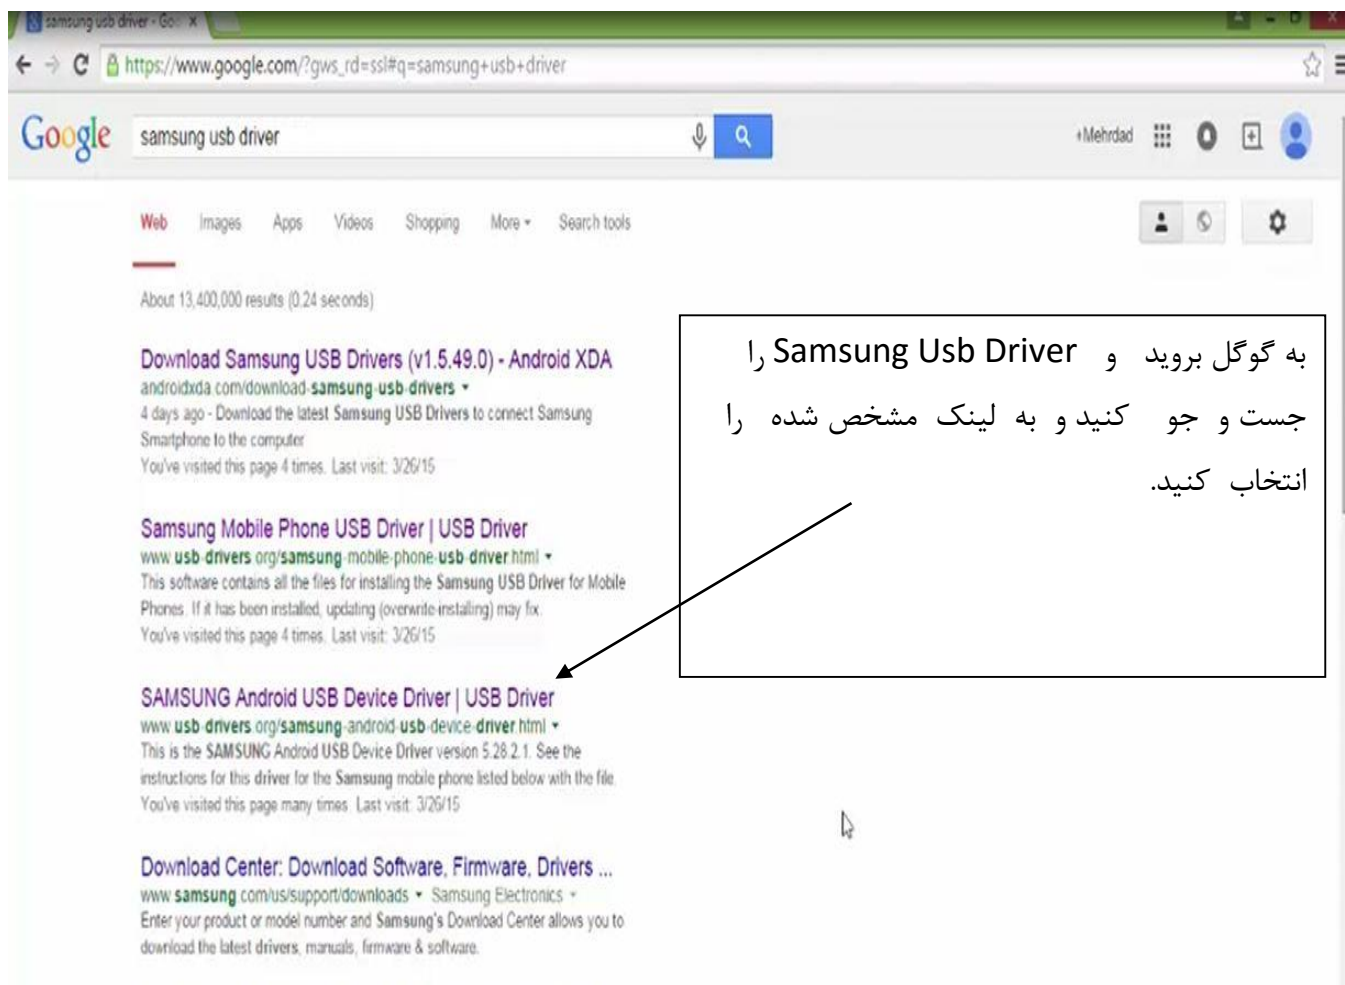 samsung usb driver - Goo
https://www.google.com/?gws_rd=ssl#q=samsung+usb+driver
Google
samsung usb driver
+Mehrdad
Web Images Apps Videos Shopping More Search tools
About 13,400,000 results (0.24 seconds)
Download Samsung USB Drivers (v1.5.49.0) - Android XDA
androidxda.com/download-samsung-usb-drivers
4 days ago - Download the latest Samsung USB Drivers to connect Samsung
Smartphone to the computer
You've visited this page 4 times. Last visit: 3/26/15
Samsung Mobile Phone USB Driver | USB Driver
www.usb-drivers.org/samsung-mobile-phone-usb-driver.html
This software contains all the files for installing the Samsung USB Driver for Mobile
Phones. If it has been installed, updating (overwrite-installing) may fix.
You've visited this page 4 times. Last visit: 3/26/15
SAMSUNG Android USB Device Driver | USB Driver
www.usb-drivers.org/samsung-android-usb-device-driver.html
This is the SAMSUNG Android USB Device Driver version 5.28.2.1. See the
instructions for this driver for the Samsung mobile phone listed below with the file.
You've visited this page many times. Last visit: 3/26/15
Download Center: Download Software, Firmware, Drivers ...
www.samsung.com/us/support/downloads Samsung Electronics
Enter your product or model number and Samsung's Download Center allows you to
download the latest drivers, manuals, firmware & software.
به گوگل بروید و Samsung Usb Driver را
جست و جو کنید و به لینک مشخص شده را
انتخاب کنید.